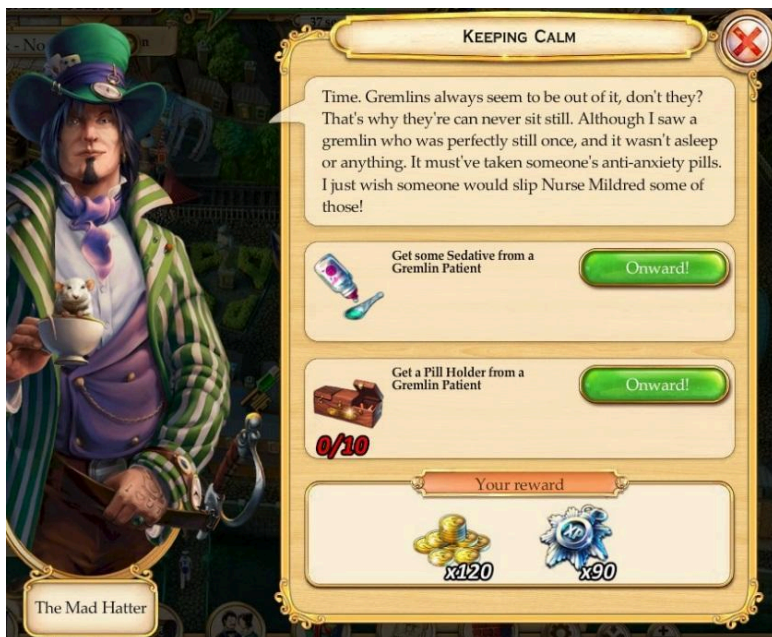 37 se
- No
n
KEEPING CALM
Time. Gremlins always seem to be out of it, don't they?
That's why they're can never sit still. Although I saw a
gremlin who was perfectly still once, and it wasn't asleep
or anything. It must've taken someone's anti-anxiety pills.
I just wish someone would slip Nurse Mildred some of
those!
Get some Sedative from a
Gremlin Patient
Onward!
Get a Pill Holder from a
Gremlin Patient
Onward!
0/10
Your reward
XP
x120
x90
The Mad Hatter